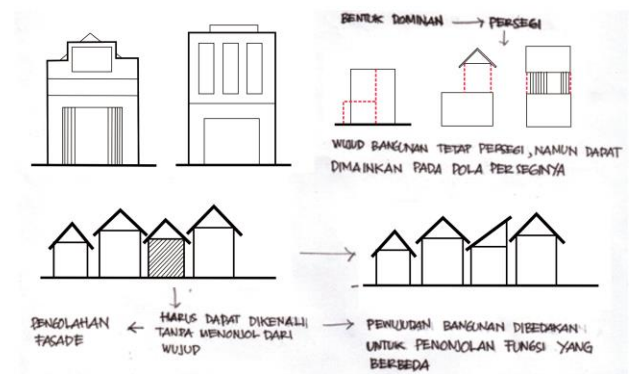 BENTUK DOMINAN → PERSEGI
WUJUD BANGUNAN TETAP PERSEGI, NAMUN DAPAT
DIMAINKAN PADA POLA PERSEGINYA
PENGOLAHAN
FASADE
HARUS DAPAT DIKENALI
TANPA MENONJOL DARI
WUJUD
PEWUJUDAN BANGUNAN DIBEDAKAN
UNTUK PENONJOLAN FUNGSI YANG
BERBEDA